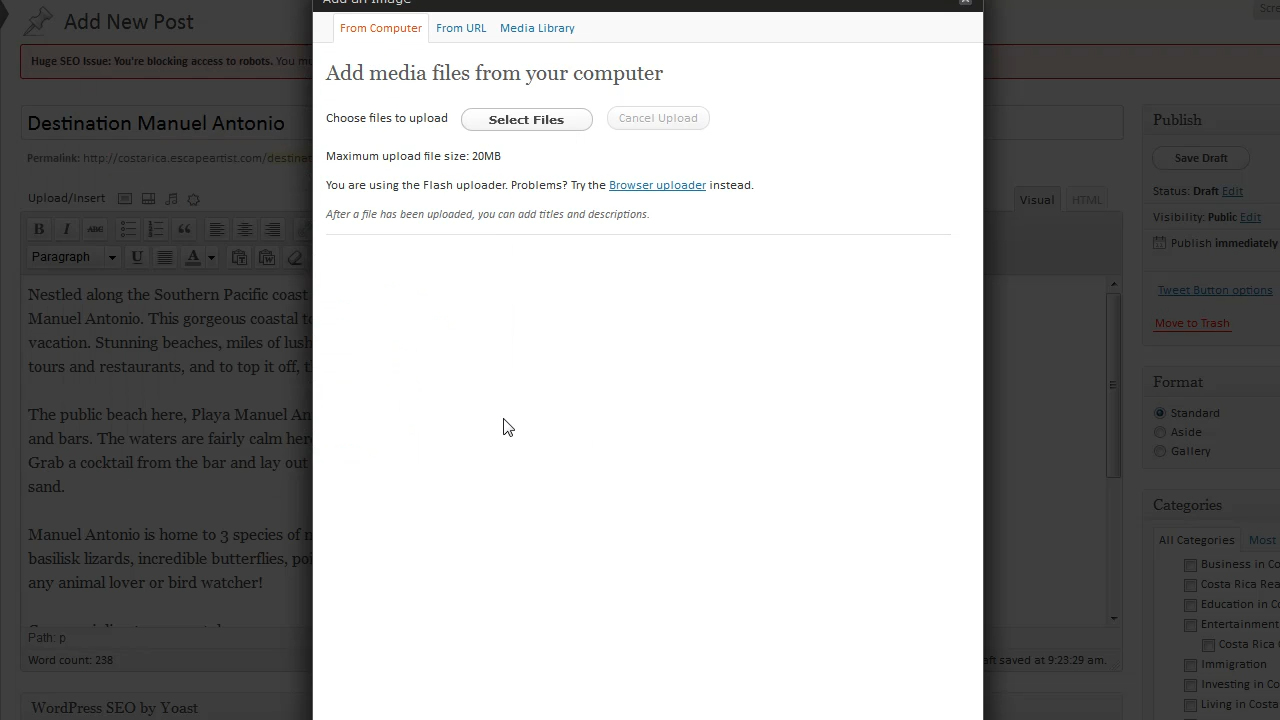 Add an Image
Scre
Add New Post
Huge SEO Issue: You're blocking access to robots. You m
From Computer From URL Media Library
Add media files from your computer
Choose files to upload Select Files Cancel Upload
Maximum upload file size: 20MB
You are using the Flash uploader. Problems? Try the Browser uploader instead.
After a file has been uploaded, you can add titles and descriptions.
Destination Manuel Antonio
Permalink: http://costarica.escapeartist.com/destinat
Upload/Insert
Visual HTML
B I ABC
Paragraph U A
Nestled along the Southern Pacific coast
Manuel Antonio. This gorgeous coastal to
vacation. Stunning beaches, miles of lush
tours and restaurants, and to top it off, t
The public beach here, Playa Manuel An
and bars. The waters are fairly calm here
Grab a cocktail from the bar and lay out
sand.
Manuel Antonio is home to 3 species of m
basilisk lizards, incredible butterflies, poi
any animal lover or bird watcher!
Path: p
Word count: 238
aft saved at 9:23:29 am.
WordPress SEO by Yoast
Publish
Save Draft
Status: Draft Edit
Visibility: Public Edit
Publish immediately
Tweet Button options
Move to Trash
Format
Standard
Aside
Gallery
Categories
All Categories Most
Business in Co
Costa Rica Rea
Education in Co
Entertainment
Costa Rica
Immigration
Investing in Co
Living in Costa